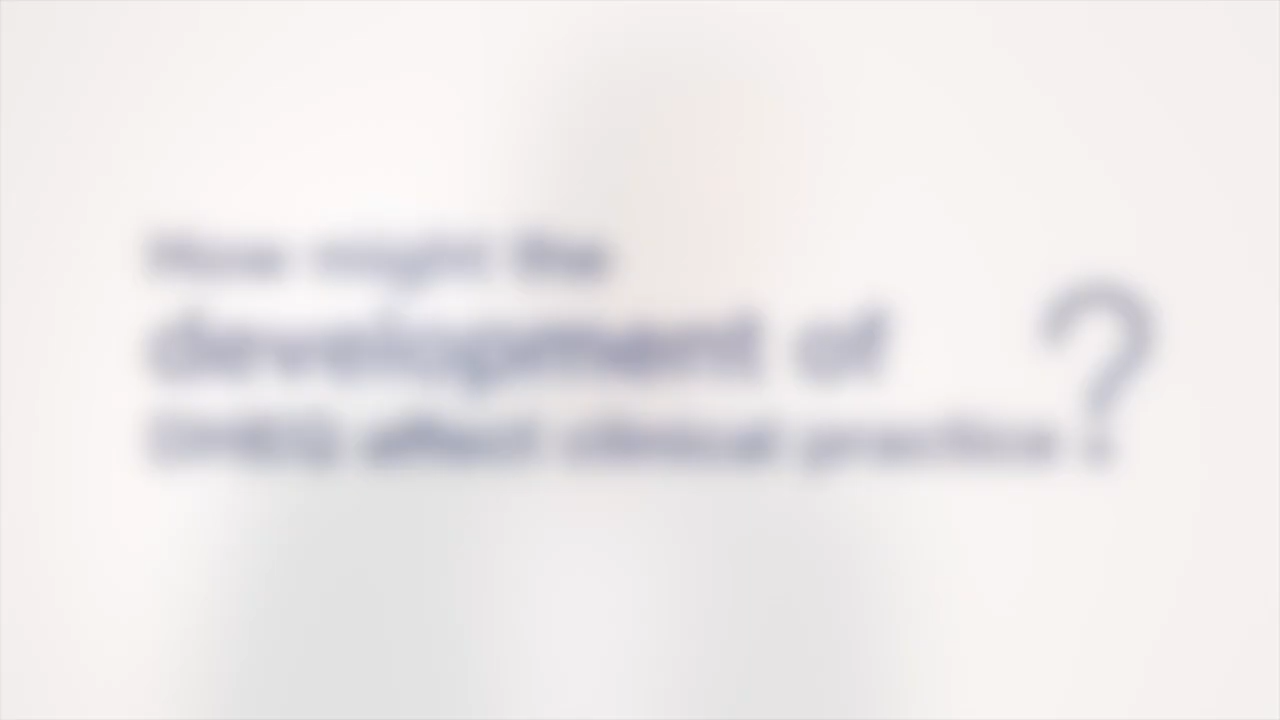 How might the
development of
affect clinical practice ?